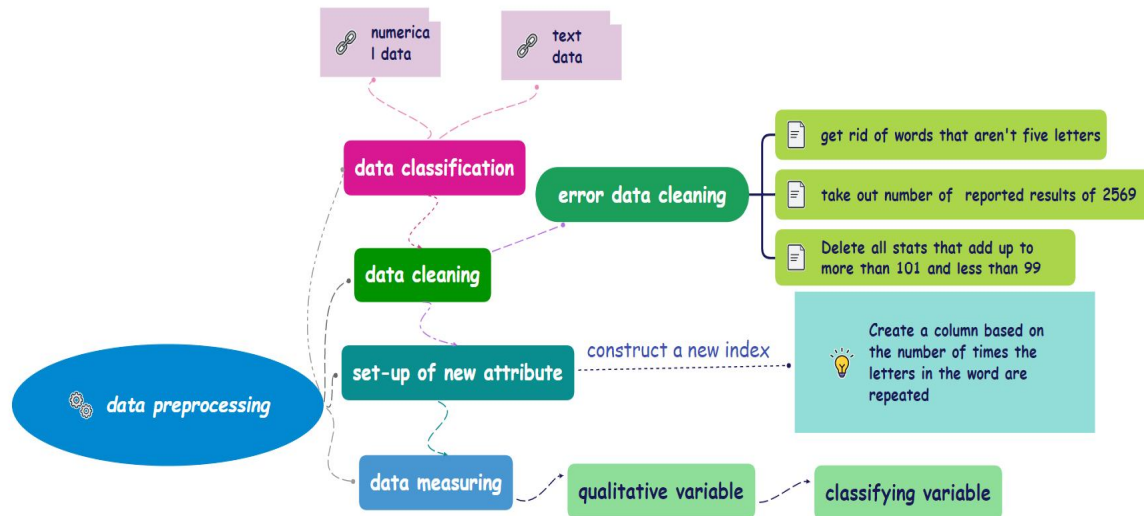 numerica
l data
text
data
data classification
error data cleaning
get rid of words that aren't five letters
take out number of reported results of 2569
Delete all stats that add up to
more than 101 and less than 99
data cleaning
set-up of new attribute
construct a new index
Create a column based on
the number of times the
letters in the word are
repeated
data preprocessing
data measuring
qualitative variable
classifying variable